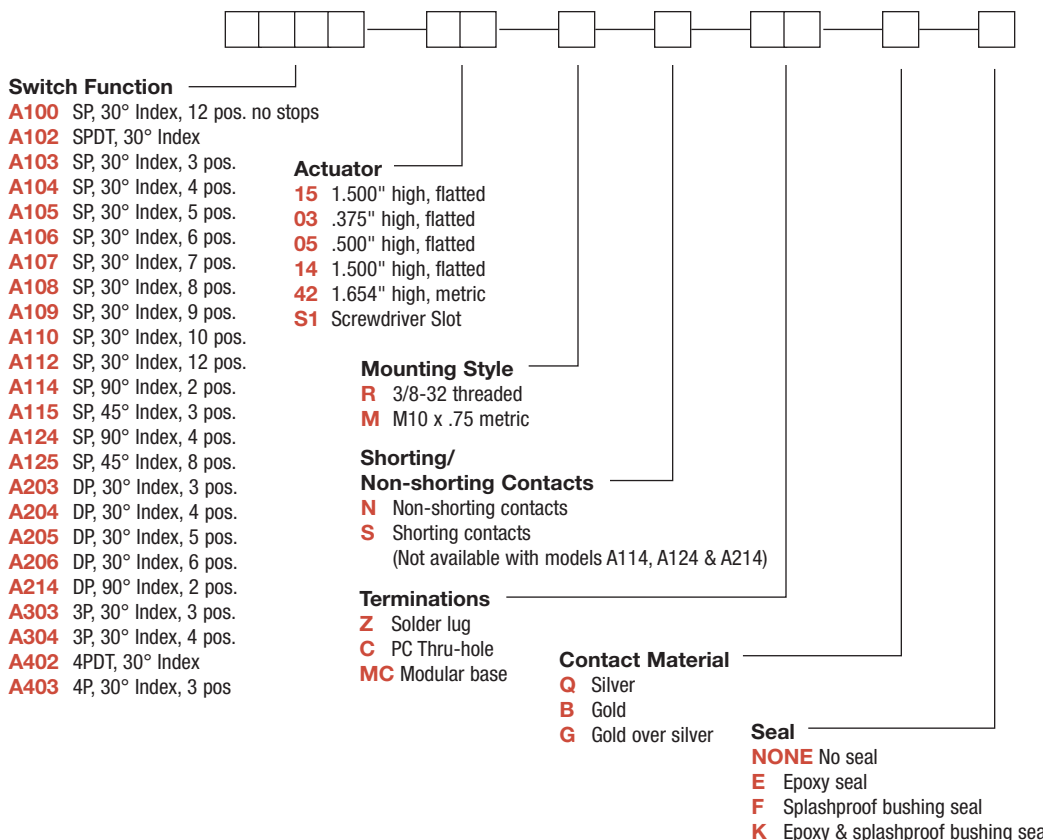 Switch Function
A100 SP, 30° Index, 12 pos. no stops
A102 SPDT, 30° Index
A103 SP, 30° Index, 3 pos.
A104 SP, 30° Index, 4 pos.
A105 SP, 30° Index, 5 pos.
A106 SP, 30° Index, 6 pos.
A107 SP, 30° Index, 7 pos.
A108 SP, 30° Index, 8 pos.
A109 SP, 30° Index, 9 pos.
A110 SP, 30° Index, 10 pos.
A112 SP, 30° Index, 12 pos.
A114 SP, 90° Index, 2 pos.
A115 SP, 45° Index, 3 pos.
A124 SP, 90° Index, 4 pos.
A125 SP, 45° Index, 8 pos.
A203 DP, 30° Index, 3 pos.
A204 DP, 30° Index, 4 pos.
A205 DP, 30° Index, 5 pos.
A206 DP, 30° Index, 6 pos.
A214 DP, 90° Index, 2 pos.
A303 3P, 30° Index, 3 pos.
A304 3P, 30° Index, 4 pos.
A402 4PDT, 30° Index
A403 4P, 30° Index, 3 pos
Actuator
15 1.500" high, flatted
03 .375" high, flatted
05 .500" high, flatted
14 1.500" high, flatted
42 1.654" high, metric
S1 Screwdriver Slot
Mounting Style
R 3/8-32 threaded
M M10 x .75 metric
Shorting/
Non-shorting Contacts
N Non-shorting contacts
S Shorting contacts
(Not available with models A114, A124 & A214)
Terminations
Z Solder lug
C PC Thru-hole
MC Modular base
Contact Material
Q Silver
B Gold
G Gold over silver
Seal
NONE No seal
E Epoxy seal
F Splashproof bushing seal
K Epoxy & splashproof bushing sea